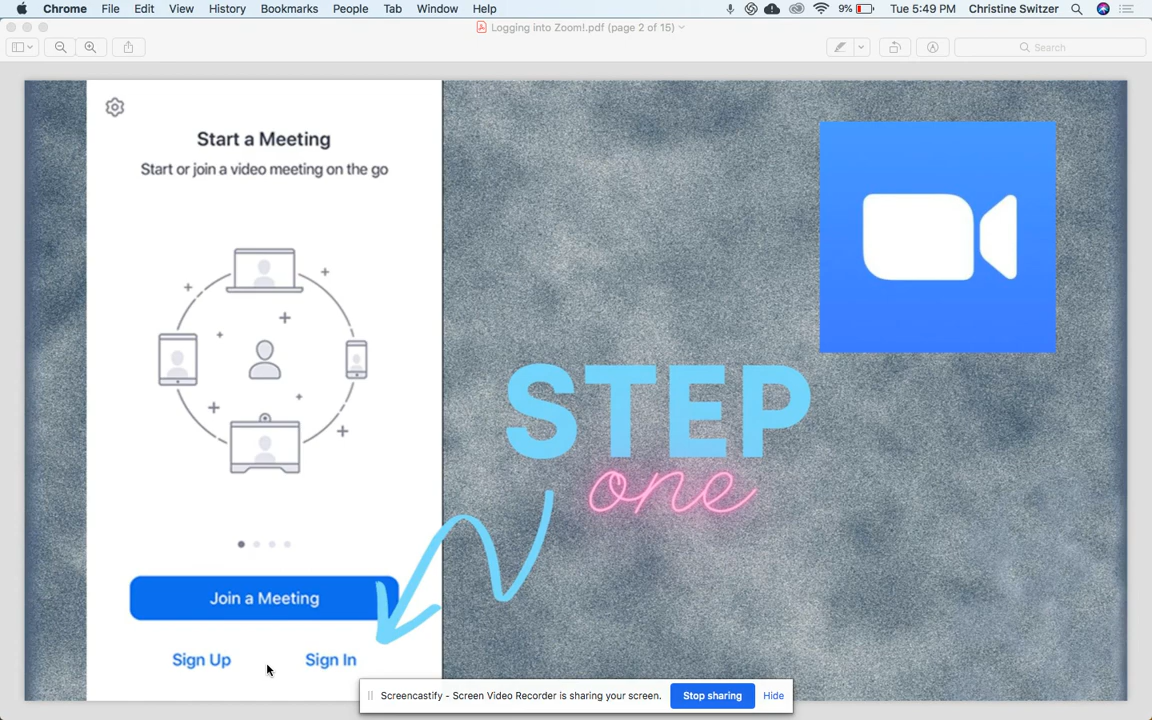 Chrome File Edit View History Bookmarks People Tab Window Help 9% Tue 5:49 PM Christine Switzer
Logging into Zoom!.pdf (page 2 of 15)
Search
Start a Meeting
Start or join a video meeting on the go
STEP
one
Join a Meeting
Sign Up Sign In
Screencastify - Screen Video Recorder is sharing your screen. Stop sharing Hide